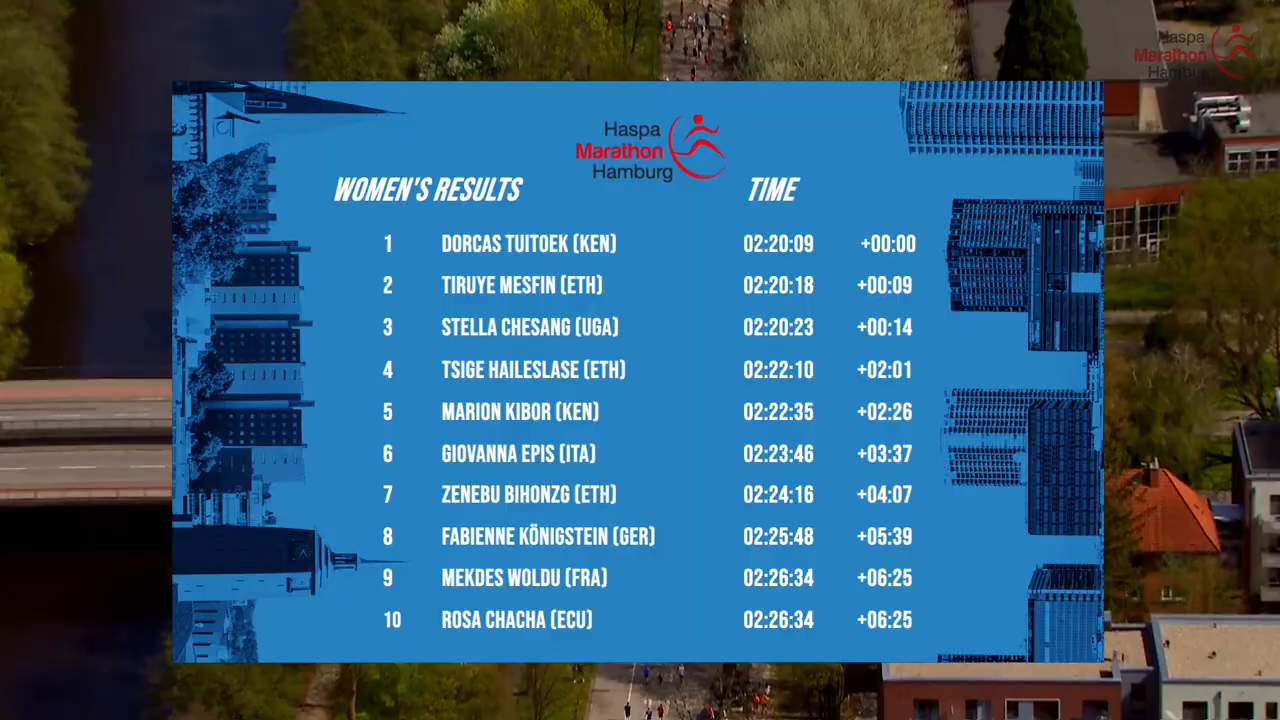 Haspa
Marathon
Hamburg
Haspa
Marathon
Hamburg
WOMEN'S RESULTS TIME
1 DORCAS TUITOEK (KEN) 02:20:09 +00:00
2 TIRUYE MESFIN (ETH) 02:20:18 +00:09
3 STELLA CHESANG (UGA) 02:20:23 +00:14
4 TSIGE HAILESLASE (ETH) 02:22:10 +02:01
5 MARION KIBOR (KEN) 02:22:35 +02:26
6 GIOVANNA EPIS (ITA) 02:23:46 +03:37
7 ZENEBU BIHONZG (ETH) 02:24:16 +04:07
8 FABIENNE KÖNIGSTEIN (GER) 02:25:48 +05:39
9 MEKDES WOLDU (FRA) 02:26:34 +06:25
10 ROSA CHACHA (ECU) 02:26:34 +06:25